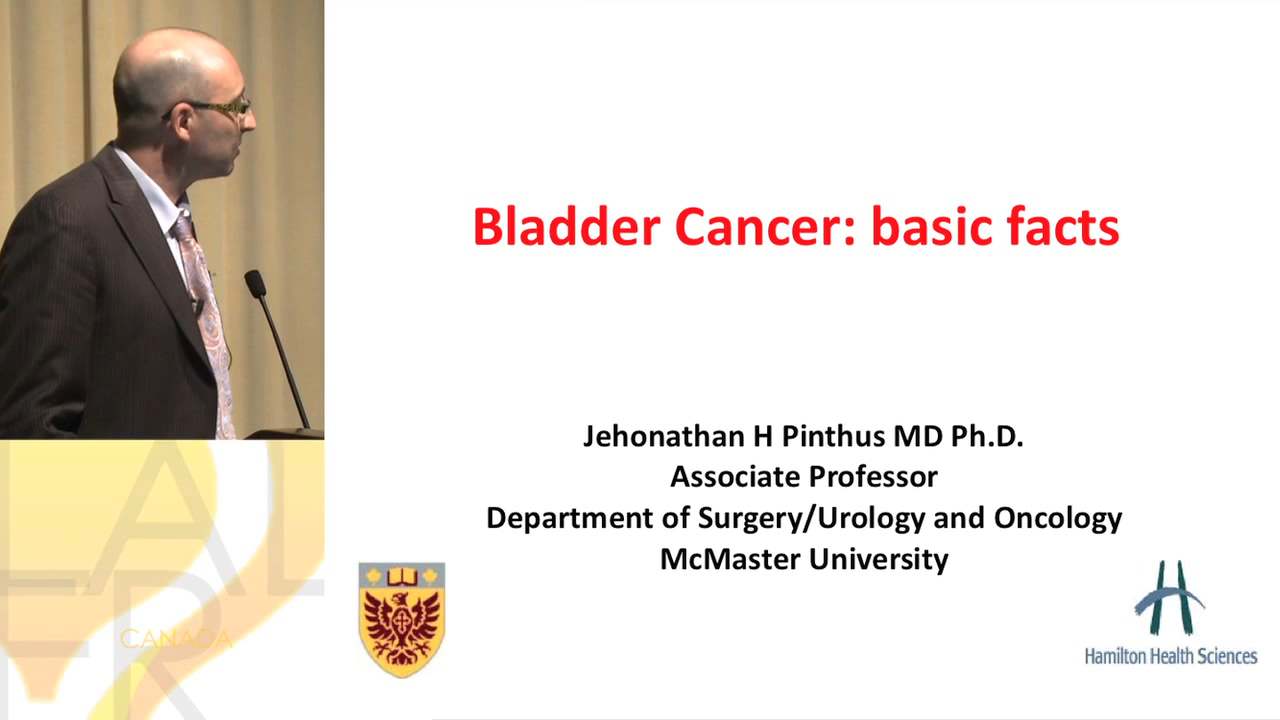 Bladder Cancer: basic facts
Jehonathan H Pinthus MD Ph.D.
Associate Professor
Department of Surgery/Urology and Oncology
McMaster University
Hamilton Health Sciences
CANADA